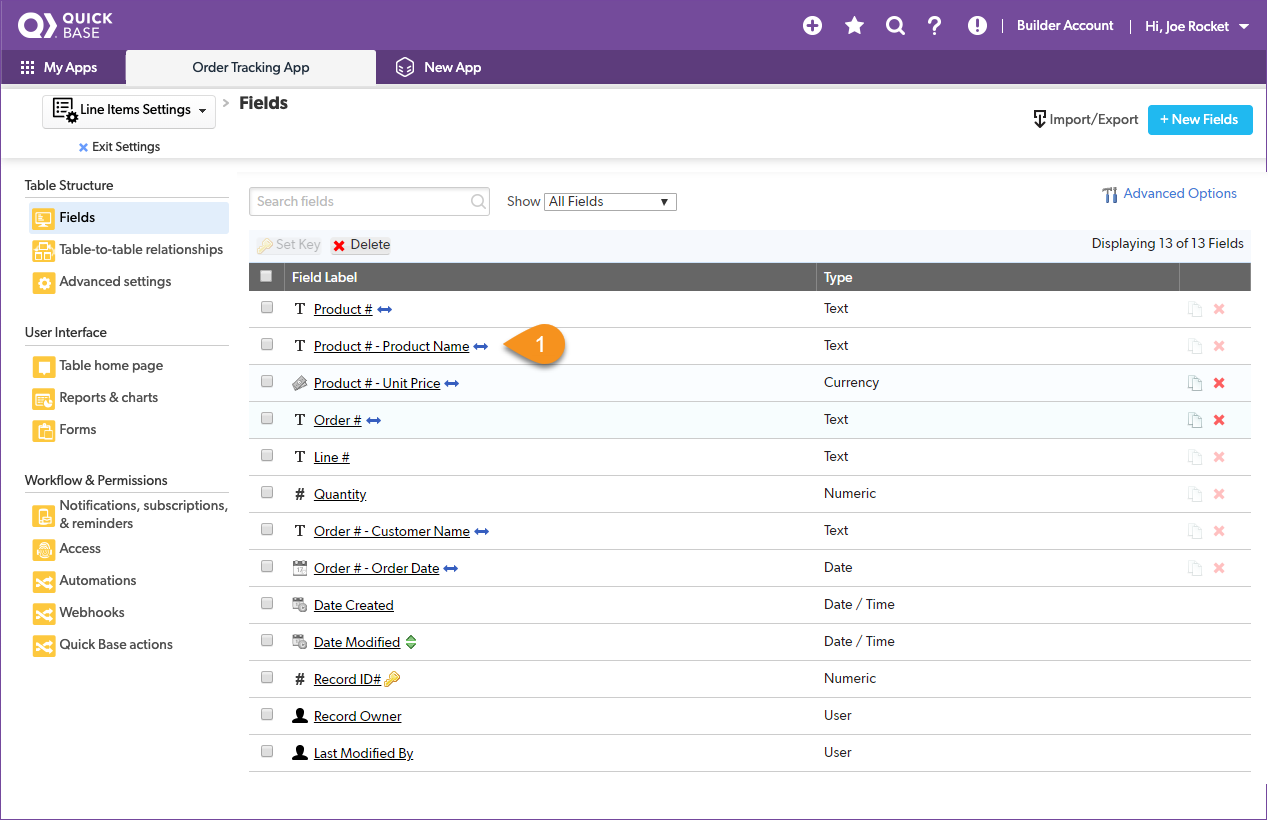 QUICK
BASE
Builder Account
Hi, Joe Rocket
My Apps
Order Tracking App
New App
Line Items Settings
> Fields
Exit Settings
Import/Export
+ New Fields
Table Structure
Fields
Table-to-table relationships
Advanced settings
User Interface
Table home page
Reports & charts
Forms
Workflow & Permissions
Notifications, subscriptions,
& reminders
Access
Automations
Webhooks
Quick Base actions
Search fields
Show All Fields
Advanced Options
Set Key Delete
Displaying 13 of 13 Fields
Field Label Type
T Product # Text
T Product # - Product Name 1 Text
Product # - Unit Price Currency
T Order # Text
T Line # Text
# Quantity Numeric
T Order # - Customer Name Text
Order # - Order Date Date
Date Created Date / Time
Date Modified Date / Time
# Record ID# Numeric
Record Owner User
Last Modified By User